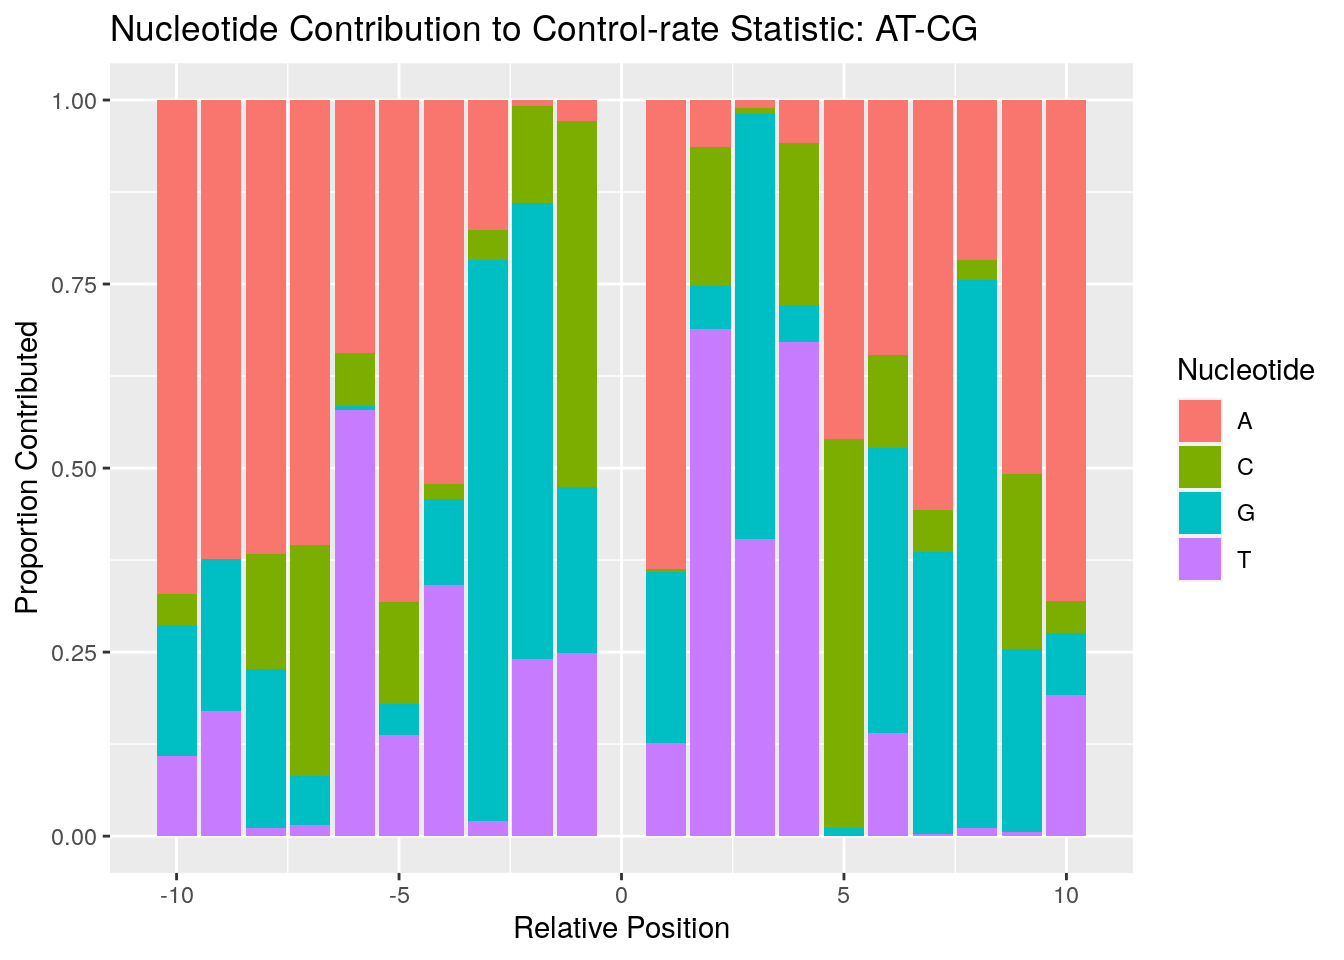 Nucleotide Contribution to Control-rate Statistic: AT-CG
Proportion Contributed
1.00
0.75
0.50
0.25
0.00
-10
-5
0
5
10
Relative Position
Nucleotide
A
C
G
T